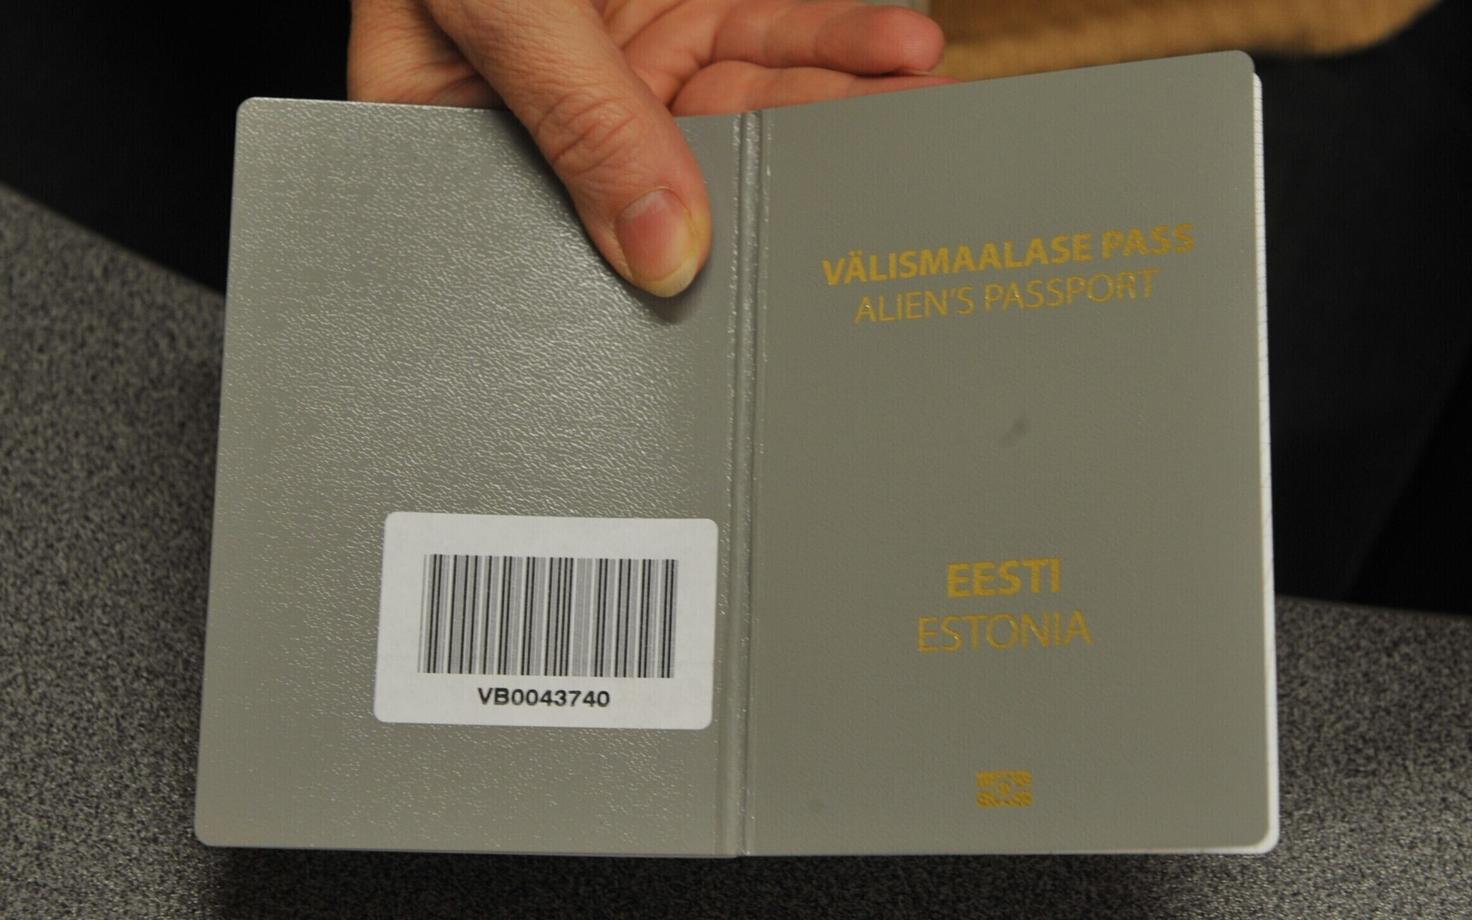 VB0043740
VÄLISMAALASE PASS
ALIEN'S PASSPORT
EESTI
ESTONIA